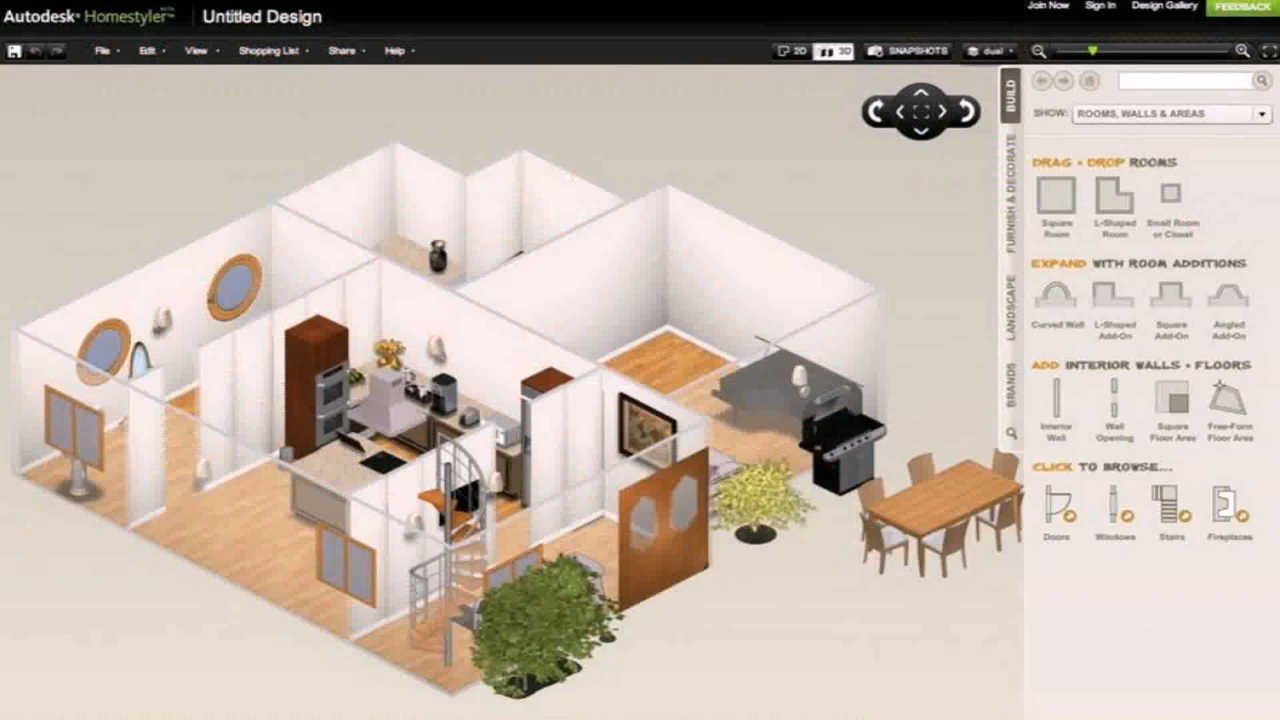 Autodesk® Homestyler™ BETA Untitled Design
Join Now Sign In Design Gallery FEEDBACK
File Edit View Shopping List Share Help
2D 3D SNAPSHOTS dual
BUILD
FURNISH & DECORATE
LANDSCAPE
BRANDS
SHOW: ROOMS, WALLS & AREAS
DRAG + DROP ROOMS
Square Room
L-Shaped Room
Small Room or Closet
EXPAND WITH ROOM ADDITIONS
Curved Wall
L-Shaped Add-On
Square Add-On
Angled Add-On
ADD INTERIOR WALLS + FLOORS
Interior Wall
Wall Opening
Square Floor Area
Free-Form Floor Area
CLICK TO BROWSE...
Doors Windows Stairs Fireplaces